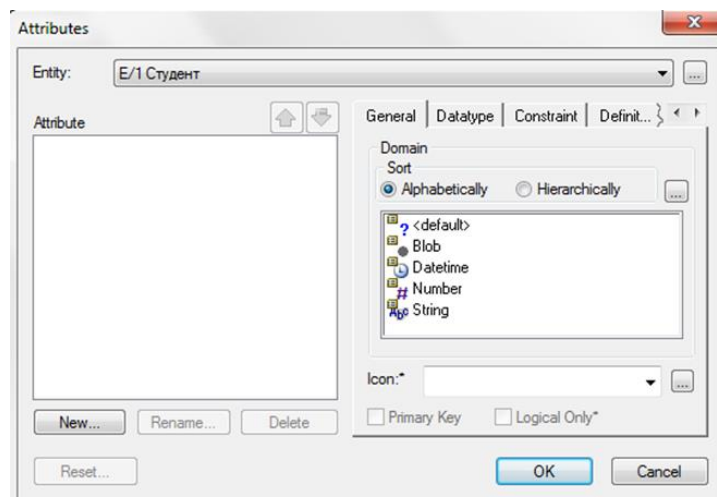 Attributes
Entity:
E/1 Студент
...
Attribute
General
Datatype
Constraint
Definit...
Domain
Sort
Alphabetically
Hierarchically
...
<default>
Blob
Datetime
Number
String
Icon:*
...
Primary Key
Logical Only*
New...
Rename...
Delete
Reset...
OK
Cancel